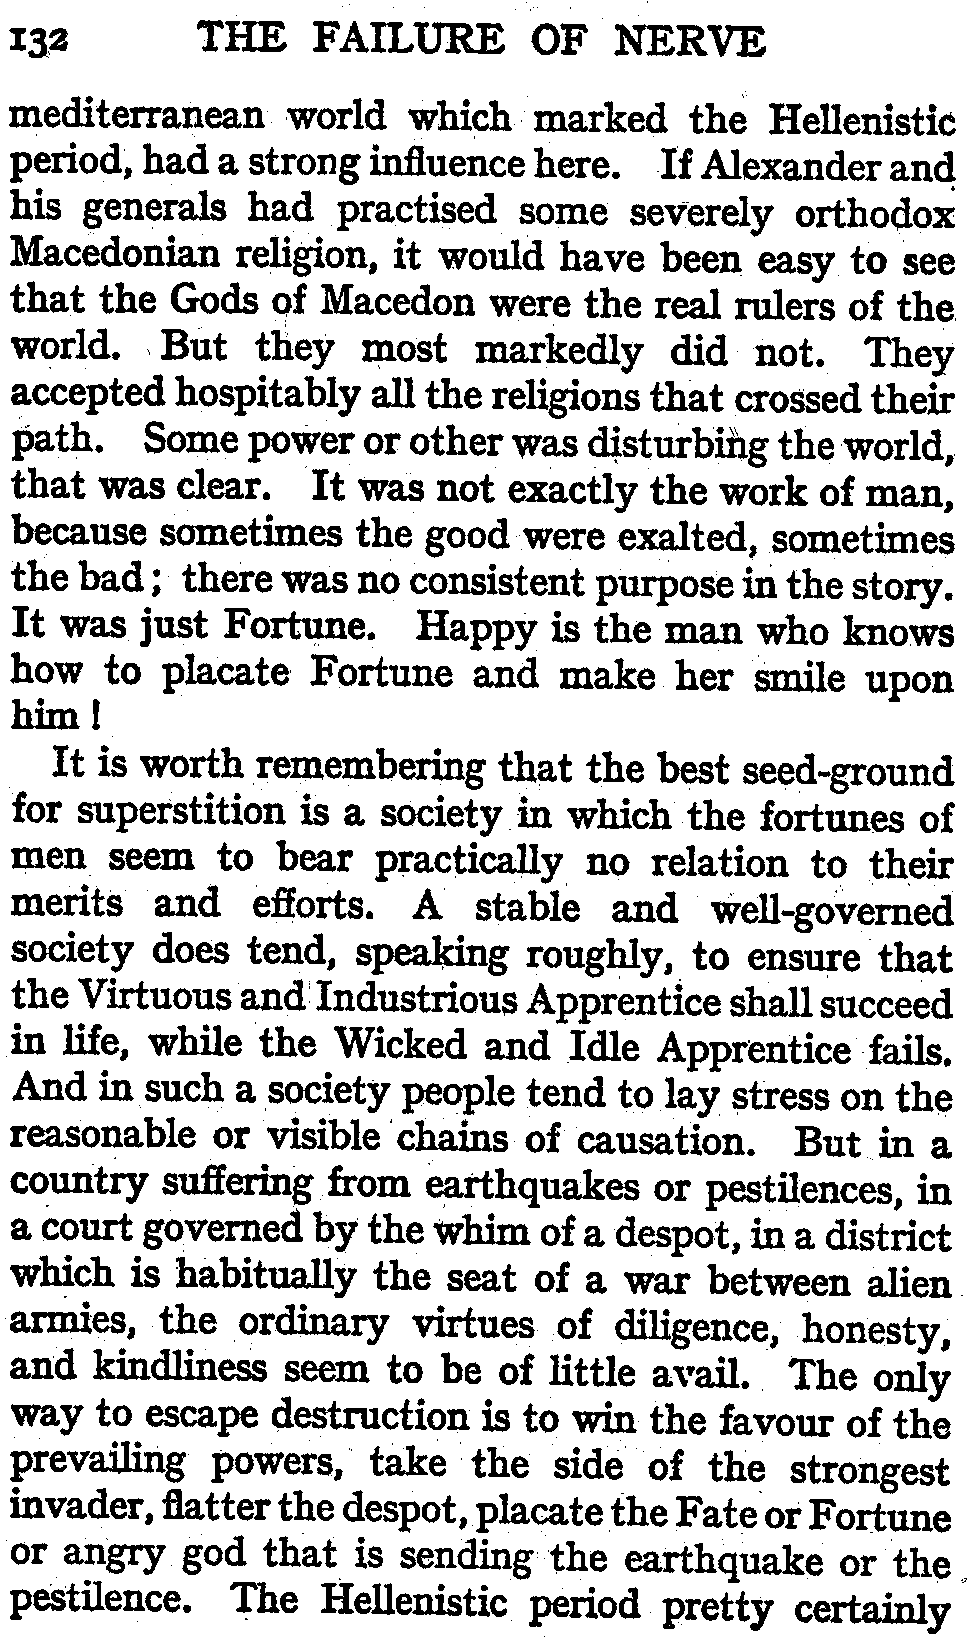 132 THE FAILURE OF NERVE
mediterranean world which marked the Hellenistic
period, had a strong influence here. If Alexander and
his generals had practised some severely orthodox
Macedonian religion, it would have been easy to see
that the Gods of Macedon were the real rulers of the
world. But they most markedly did not. They
accepted hospitably all the religions that crossed their
path. Some power or other was disturbing the world,
that was clear. It was not exactly the work of man,
because sometimes the good were exalted, sometimes
the bad; there was no consistent purpose in the story.
It was just Fortune. Happy is the man who knows
how to placate Fortune and make her smile upon
him!
It is worth remembering that the best seed-ground
for superstition is a society in which the fortunes of
men seem to bear practically no relation to their
merits and efforts. A stable and well-governed
society does tend, speaking roughly, to ensure that
the Virtuous and Industrious Apprentice shall succeed
in life, while the Wicked and Idle Apprentice fails.
And in such a society people tend to lay stress on the
reasonable or visible chains of causation. But in a
country suffering from earthquakes or pestilences, in
a court governed by the whim of a despot, in a district
which is habitually the seat of a war between alien
armies, the ordinary virtues of diligence, honesty,
and kindliness seem to be of little avail. The only
way to escape destruction is to win the favour of the
prevailing powers, take the side of the strongest
invader, flatter the despot, placate the Fate or Fortune
or angry god that is sending the earthquake or the
pestilence. The Hellenistic period pretty certainly